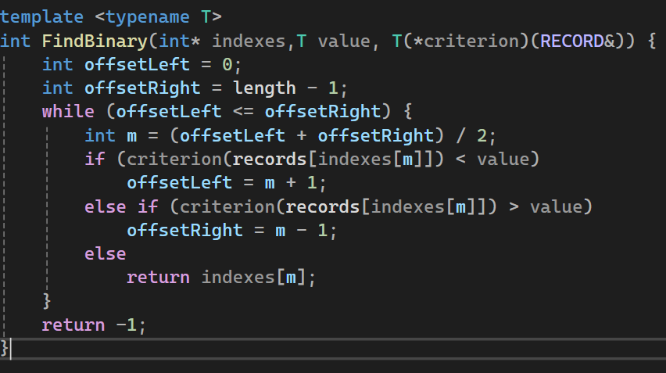 template <typename T>
int FindBinary(int* indexes,T value, T(*criterion)(RECORD&)) {
    int offsetLeft = 0;
    int offsetRight = length - 1;
    while (offsetLeft <= offsetRight) {
        int m = (offsetLeft + offsetRight) / 2;
        if (criterion(records[indexes[m]]) < value)
            offsetLeft = m + 1;
        else if (criterion(records[indexes[m]]) > value)
            offsetRight = m - 1;
        else
            return indexes[m];
    }
    return -1;
}